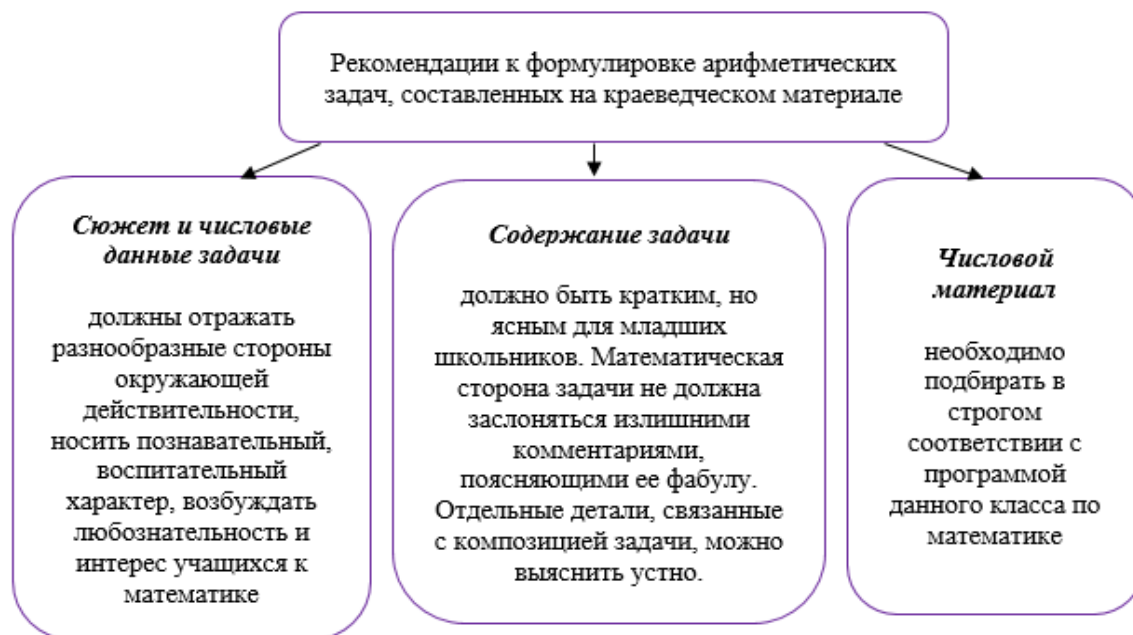 Рекомендации к формулировке арифметических
задач, составленных на краеведческом материале
Сюжет и числовые
данные задачи
должны отражать
разнообразные стороны
окружающей
действительности,
носить познавательный,
воспитательный
характер, возбуждать
любознательность и
интерес учащихся к
математике
Содержание задачи
должно быть кратким, но
ясным для младших
школьников. Математическая
сторона задачи не должна
заслоняться излишними
комментариями,
поясняющими ее фабулу.
Отдельные детали, связанные
с композицией задачи, можно
выяснить устно.
Числовой
материал
необходимо
подбирать в
строгом
соответствии с
программой
данного класса по
математике